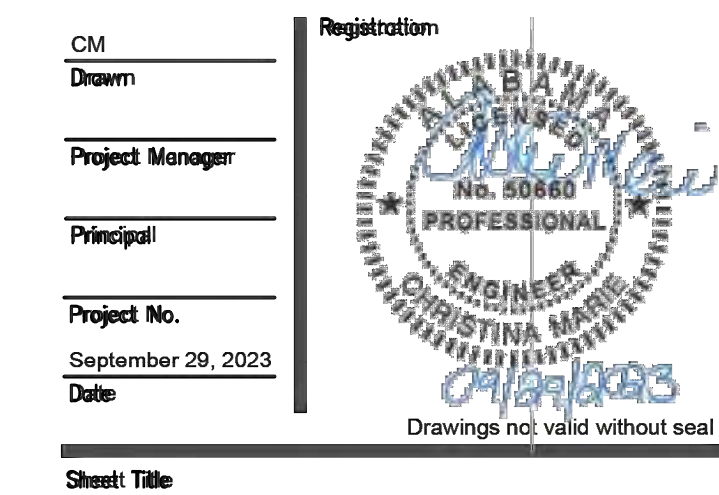 CM
Drawn
Project Manager
Principal
Project No.
September 29, 2023
Date
Registration
ALABAMA
LICENSED
No. 50660
PROFESSIONAL
ENGINEER
CHRISTINA MARIE
09/29/2023
Drawings not valid without seal
Sheet Title